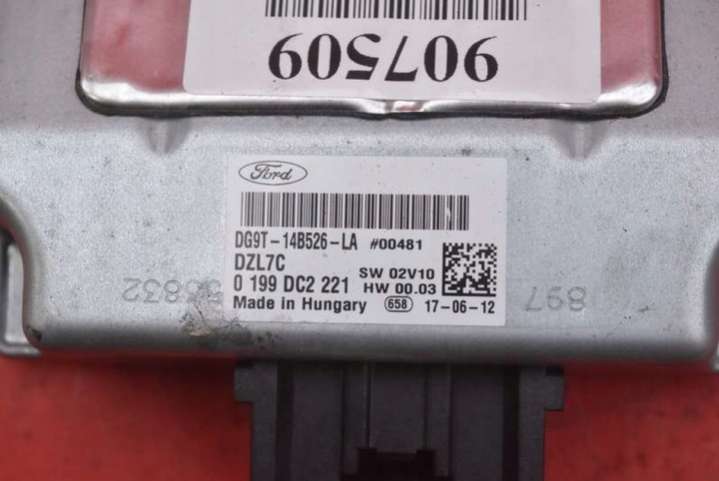 907509
Ford
DG9T-14B526-LA #00481
DZL7C
SW 02V10
0 199 DC2 221
HW 00.03
Made in Hungary 658 17-06-12
897